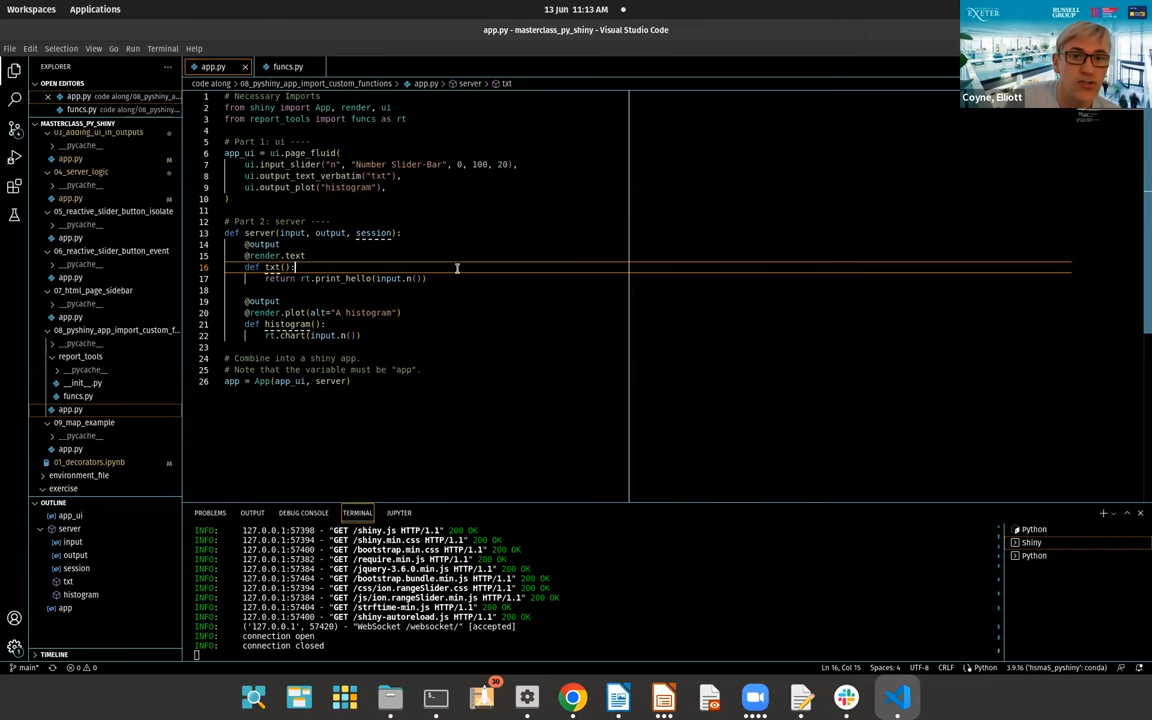 Workspaces Applications 13 Jun 11:13 AM
app.py - masterclass_py_shiny - Visual Studio Code
EXETER RUSSELL GROUP
Coyne, Elliott
File Edit Selection View Go Run Terminal Help
EXPLORER
OPEN EDITORS
app.py code along/08_pyshiny_a...
funcs.py code along/08_pyshiny...
MASTERCLASS_PY_SHINY
03_adding_ui_in_outputs
__pycache__
app.py M
04_server_logic
__pycache__
app.py M
05_reactive_slider_button_isolate
__pycache__
app.py
06_reactive_slider_button_event
__pycache__
app.py
07_html_page_sidebar
__pycache__
app.py
08_pyshiny_app_import_custom_f...
__pycache__
report_tools
__pycache__
__init__.py
funcs.py
app.py
09_map_example
__pycache__
app.py
01_decorators.ipynb M
environment_file
exercise
OUTLINE
app_ui
server
input
output
session
txt
histogram
app
TIMELINE
app.py funcs.py
code along > 08_pyshiny_app_import_custom_functions > app.py > server > txt
1 # Necessary Imports
2 from shiny import App, render, ui
3 from report_tools import funcs as rt
4
5 # Part 1: ui ----
6 app_ui = ui.page_fluid(
7 ui.input_slider("n", "Number Slider-Bar", 0, 100, 20),
8 ui.output_text_verbatim("txt"),
9 ui.output_plot("histogram"),
10 )
11
12 # Part 2: server ----
13 def server(input, output, session):
14 @output
15 @render.text
16 def txt():
17 return rt.print_hello(input.n())
18
19 @output
20 @render.plot(alt="A histogram")
21 def histogram():
22 rt.chart(input.n())
23
24 # Combine into a shiny app.
25 # Note that the variable must be "app".
26 app = App(app_ui, server)
PROBLEMS OUTPUT DEBUG CONSOLE TERMINAL JUPYTER
INFO: 127.0.0.1:57398 - "GET /shiny.js HTTP/1.1" 200 OK
INFO: 127.0.0.1:57394 - "GET /shiny.min.css HTTP/1.1" 200 OK
INFO: 127.0.0.1:57400 - "GET /bootstrap.min.css HTTP/1.1" 200 OK
INFO: 127.0.0.1:57382 - "GET /require.min.js HTTP/1.1" 200 OK
INFO: 127.0.0.1:57384 - "GET /jquery-3.6.0.min.js HTTP/1.1" 200 OK
INFO: 127.0.0.1:57404 - "GET /bootstrap.bundle.min.js HTTP/1.1" 200 OK
INFO: 127.0.0.1:57394 - "GET /css/ion.rangeSlider.css HTTP/1.1" 200 OK
INFO: 127.0.0.1:57384 - "GET /js/ion.rangeSlider.min.js HTTP/1.1" 200 OK
INFO: 127.0.0.1:57404 - "GET /strftime-min.js HTTP/1.1" 200 OK
INFO: 127.0.0.1:57400 - "GET /shiny-autoreload.js HTTP/1.1" 200 OK
INFO: ('127.0.0.1', 57420) - "WebSocket /websocket/" [accepted]
INFO: connection open
INFO: connection closed
Python
Shiny
Python
main* 0 0 Ln 16, Col 15 Spaces: 4 UTF-8 CRLF Python 3.9.16 ('hsma5_pyshiny': conda)
30